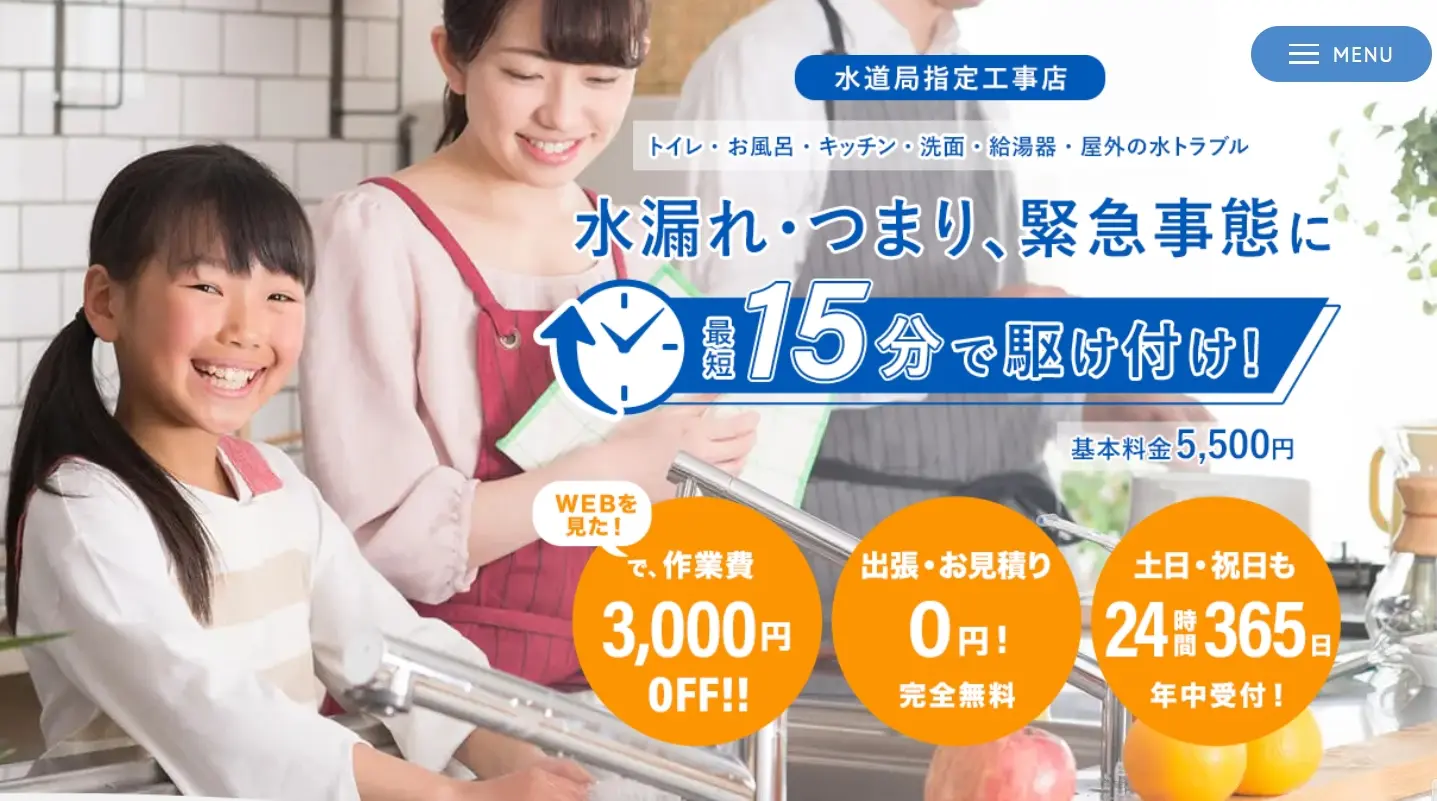 MENU
水道局指定工事店
トイレ・お風呂・キッチン・洗面・給湯器・屋外の水トラブル
水漏れ・つまり、緊急事態に
最短15分で駆け付け!
基本料金5,500円
WEBを
見た!
で、作業費
3,000円
OFF!!
出張・お見積り
0円!
完全無料
土日・祝日も
24時間365日
年中受付!